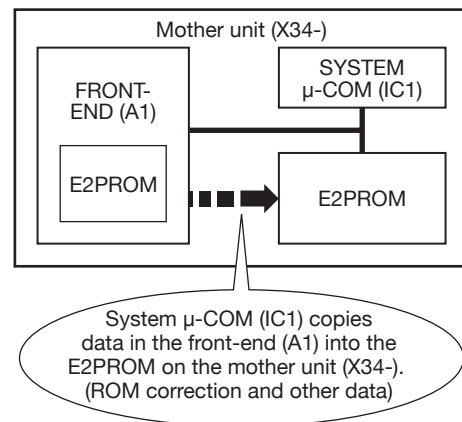 Mother unit (X34-)
FRONT-
END (A1)
E2PROM
SYSTEM
µ-COM (IC1)
E2PROM
System µ-COM (IC1) copies
data in the front-end (A1) into the
E2PROM on the mother unit (X34-).
(ROM correction and other data)